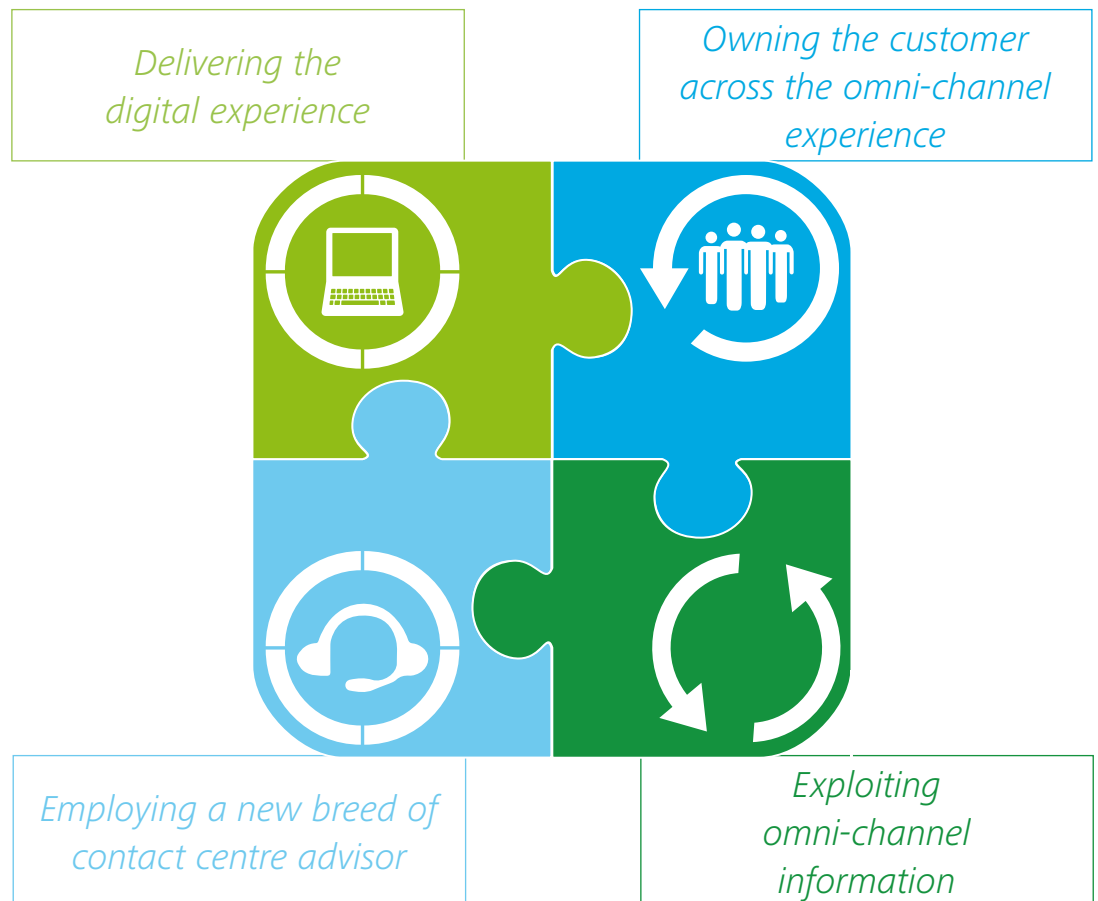 Delivering the
digital experience
Owning the customer
across the omni-channel
experience
Employing a new breed of
contact centre advisor
Exploiting
omni-channel
information